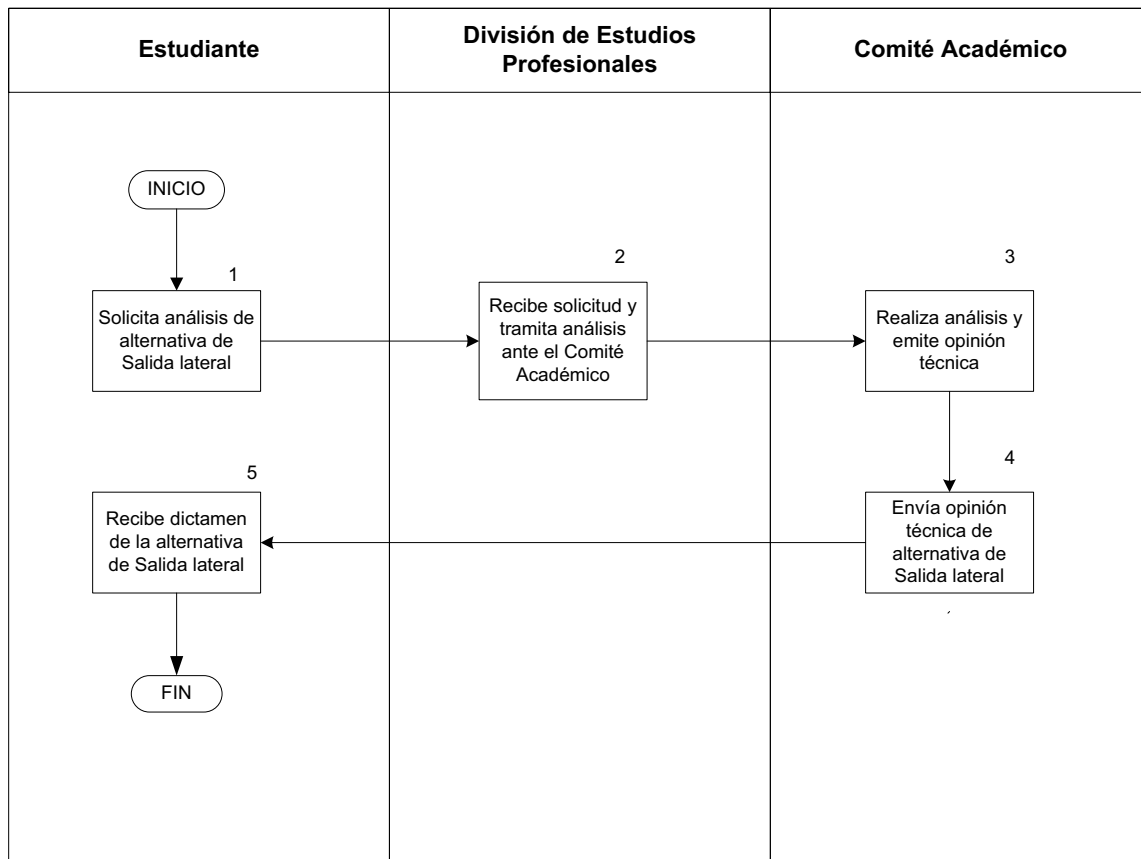 Estudiante
División de Estudios
Profesionales
Comité Académico
INICIO
1
Solicita análisis de
alternativa de
Salida lateral
2
Recibe solicitud y
tramita análisis
ante el Comité
Académico
3
Realiza análisis y
emite opinión
técnica
4
Envía opinión
técnica de
alternativa de
Salida lateral
5
Recibe dictamen
de la alternativa
de Salida lateral
FIN